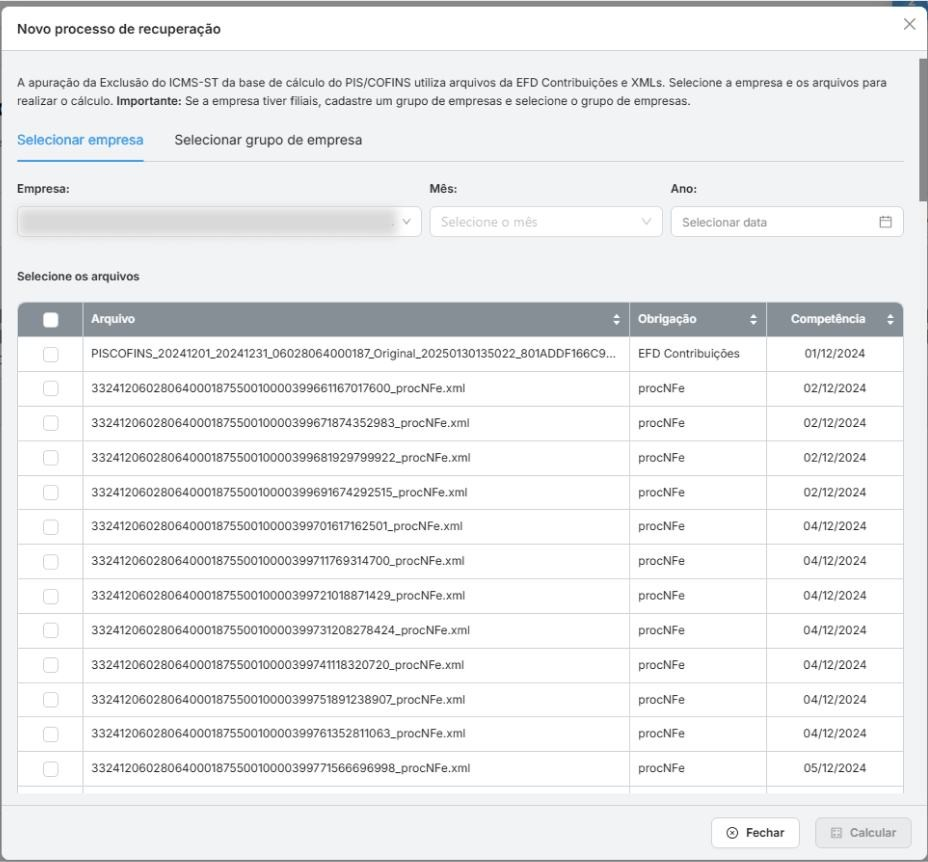 Novo processo de recuperação
A apuração da Exclusão do ICMS-ST da base de cálculo do PIS/COFINS utiliza arquivos da EFD Contribuições e XMLs. Selecione a empresa e os arquivos para
realizar o cálculo. Importante: Se a empresa tiver filiais, cadastre um grupo de empresas e selecione o grupo de empresas.
Selecionar empresa Selecionar grupo de empresa
Empresa: Mês: Ano:
Selecione o mês Selecionar data
Selecione os arquivos
Arquivo Obrigação Competência
PISCOFINS_20241201_20241231_06028064000187_Original_20250130135022_801ADDF166C9... EFD Contribuições 01/12/2024
33241206028064000187550010000399661167017600_procNFe.xml procNFe 02/12/2024
33241206028064000187550010000399671874352983_procNFe.xml procNFe 02/12/2024
33241206028064000187550010000399681929799922_procNFe.xml procNFe 02/12/2024
33241206028064000187550010000399691674292515_procNFe.xml procNFe 02/12/2024
33241206028064000187550010000399701617162501_procNFe.xml procNFe 04/12/2024
33241206028064000187550010000399711769314700_procNFe.xml procNFe 04/12/2024
33241206028064000187550010000399721018871429_procNFe.xml procNFe 04/12/2024
33241206028064000187550010000399731208278424_procNFe.xml procNFe 04/12/2024
33241206028064000187550010000399741118320720_procNFe.xml procNFe 04/12/2024
33241206028064000187550010000399751891238907_procNFe.xml procNFe 04/12/2024
33241206028064000187550010000399761352811063_procNFe.xml procNFe 04/12/2024
33241206028064000187550010000399771566696998_procNFe.xml procNFe 05/12/2024
Fechar Calcular